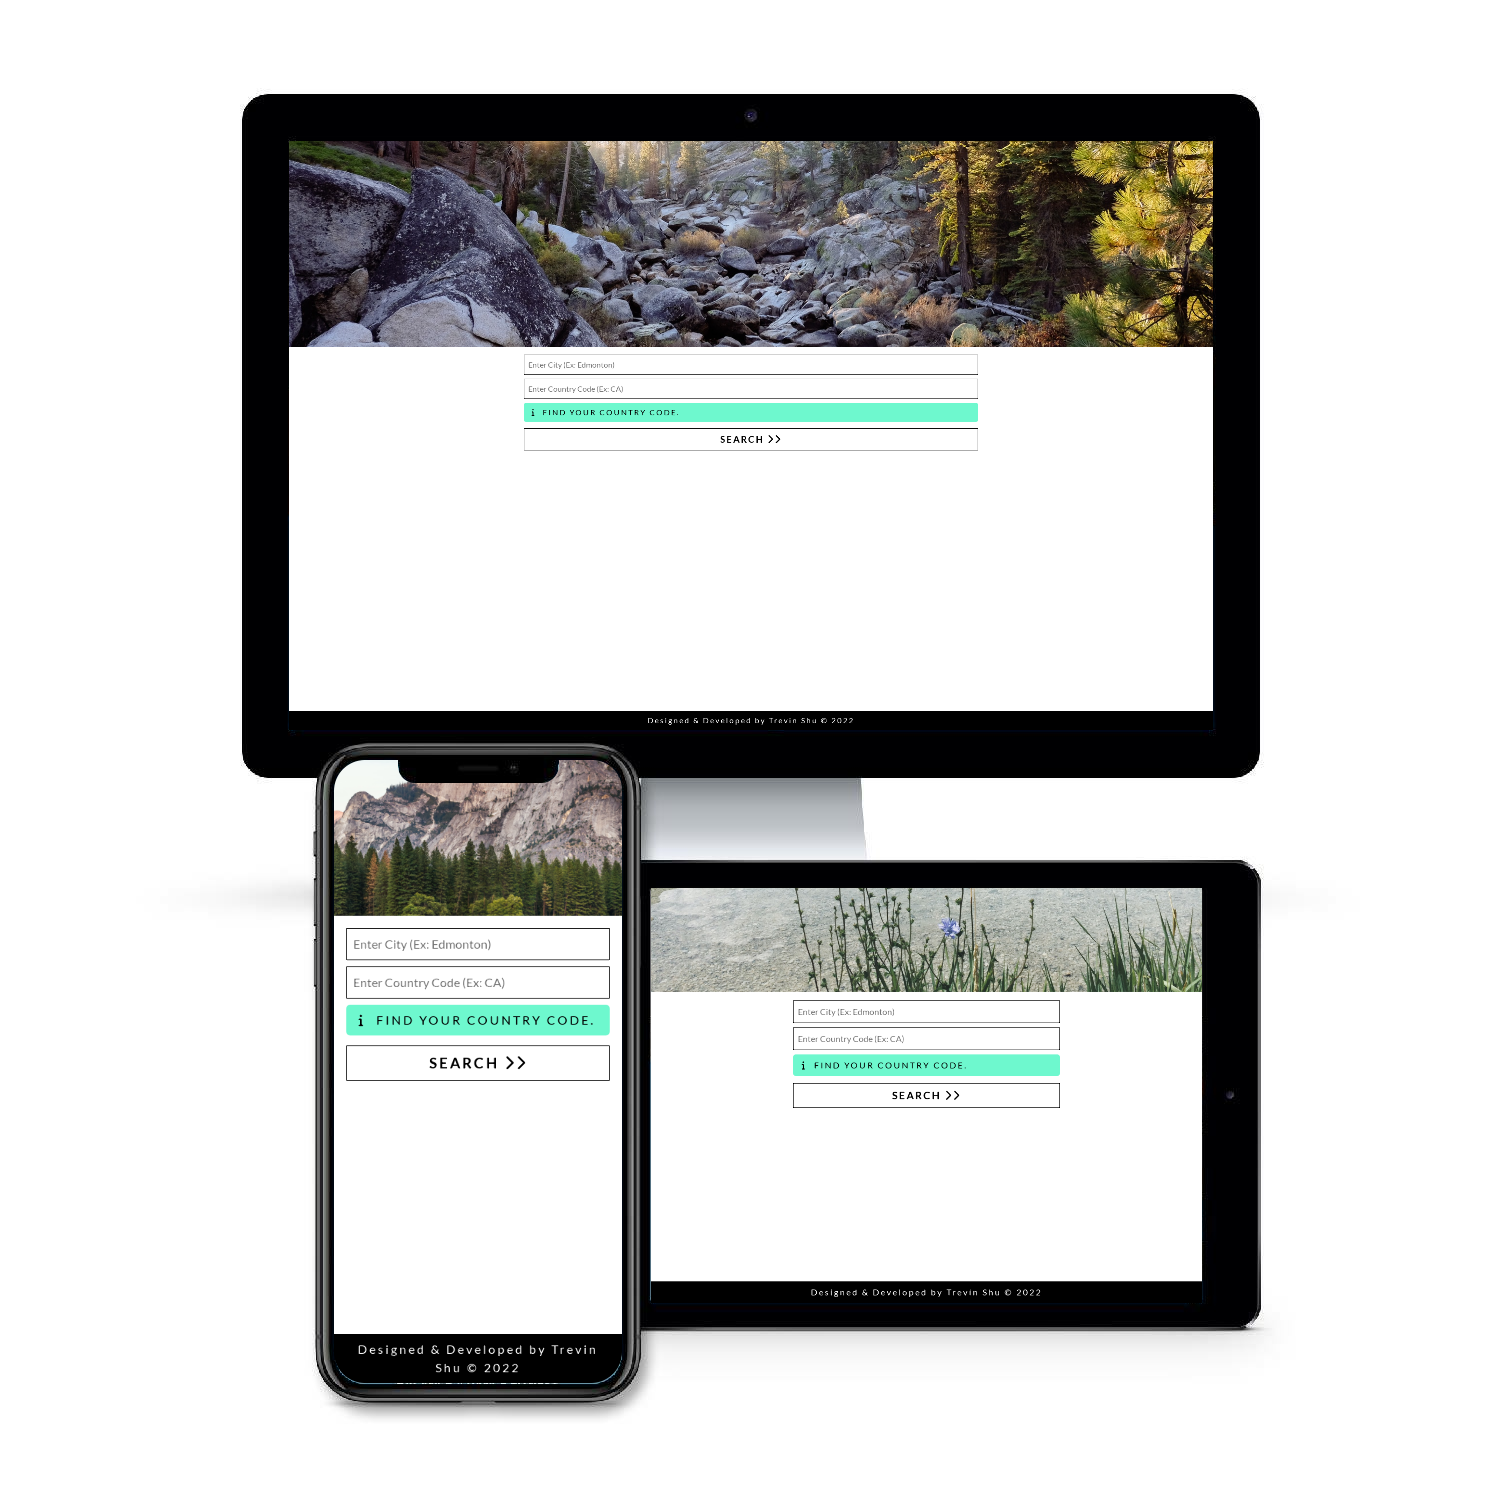 Enter City (Ex: Edmonton)
Enter Country Code (Ex: CA)
i FIND YOUR COUNTRY CODE.
SEARCH >>
Designed & Developed by Trevin Shu © 2022
Enter City (Ex: Edmonton)
Enter Country Code (Ex: CA)
i FIND YOUR COUNTRY CODE.
SEARCH >>
Designed & Developed by Trevin
Shu © 2022
Enter City (Ex: Edmonton)
Enter Country Code (Ex: CA)
i FIND YOUR COUNTRY CODE.
SEARCH >>
Designed & Developed by Trevin Shu © 2022